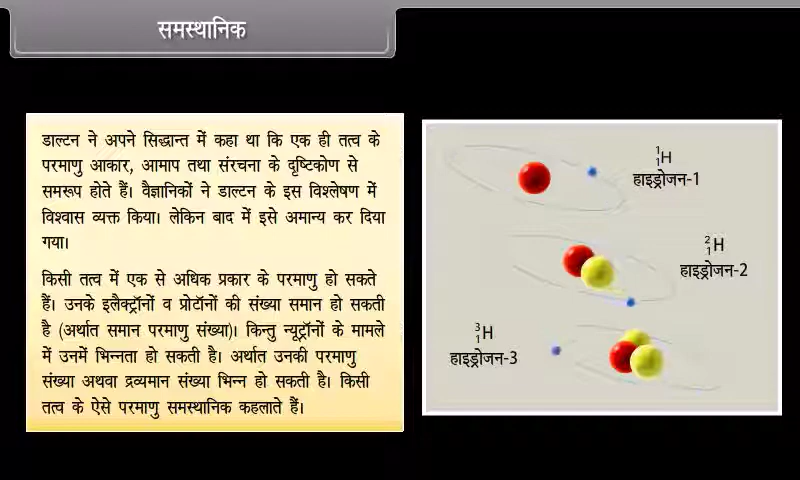 समस्थानिक
डाल्टन ने अपने सिद्धान्त में कहा था कि एक ही तत्व के
परमाणु आकार, आमाप तथा संरचना के दृष्टिकोण से
समरूप होते हैं। वैज्ञानिकों ने डाल्टन के इस विश्लेषण में
विश्वास व्यक्त किया। लेकिन बाद में इसे अमान्य कर दिया
गया।
किसी तत्व में एक से अधिक प्रकार के परमाणु हो सकते
हैं। उनके इलैक्ट्रॉनों व प्रोटॉनों की संख्या समान हो सकती
है (अर्थात समान परमाणु संख्या)। किन्तु न्यूट्रॉनों के मामले
में उनमें भिन्नता हो सकती है। अर्थात उनकी परमाणु
संख्या अथवा द्रव्यमान संख्या भिन्न हो सकती है। किसी
तत्व के ऐसे परमाणु समस्थानिक कहलाते हैं।
¹₁H
हाइड्रोजन-1
²₁H
हाइड्रोजन-2
³₁H
हाइड्रोजन-3